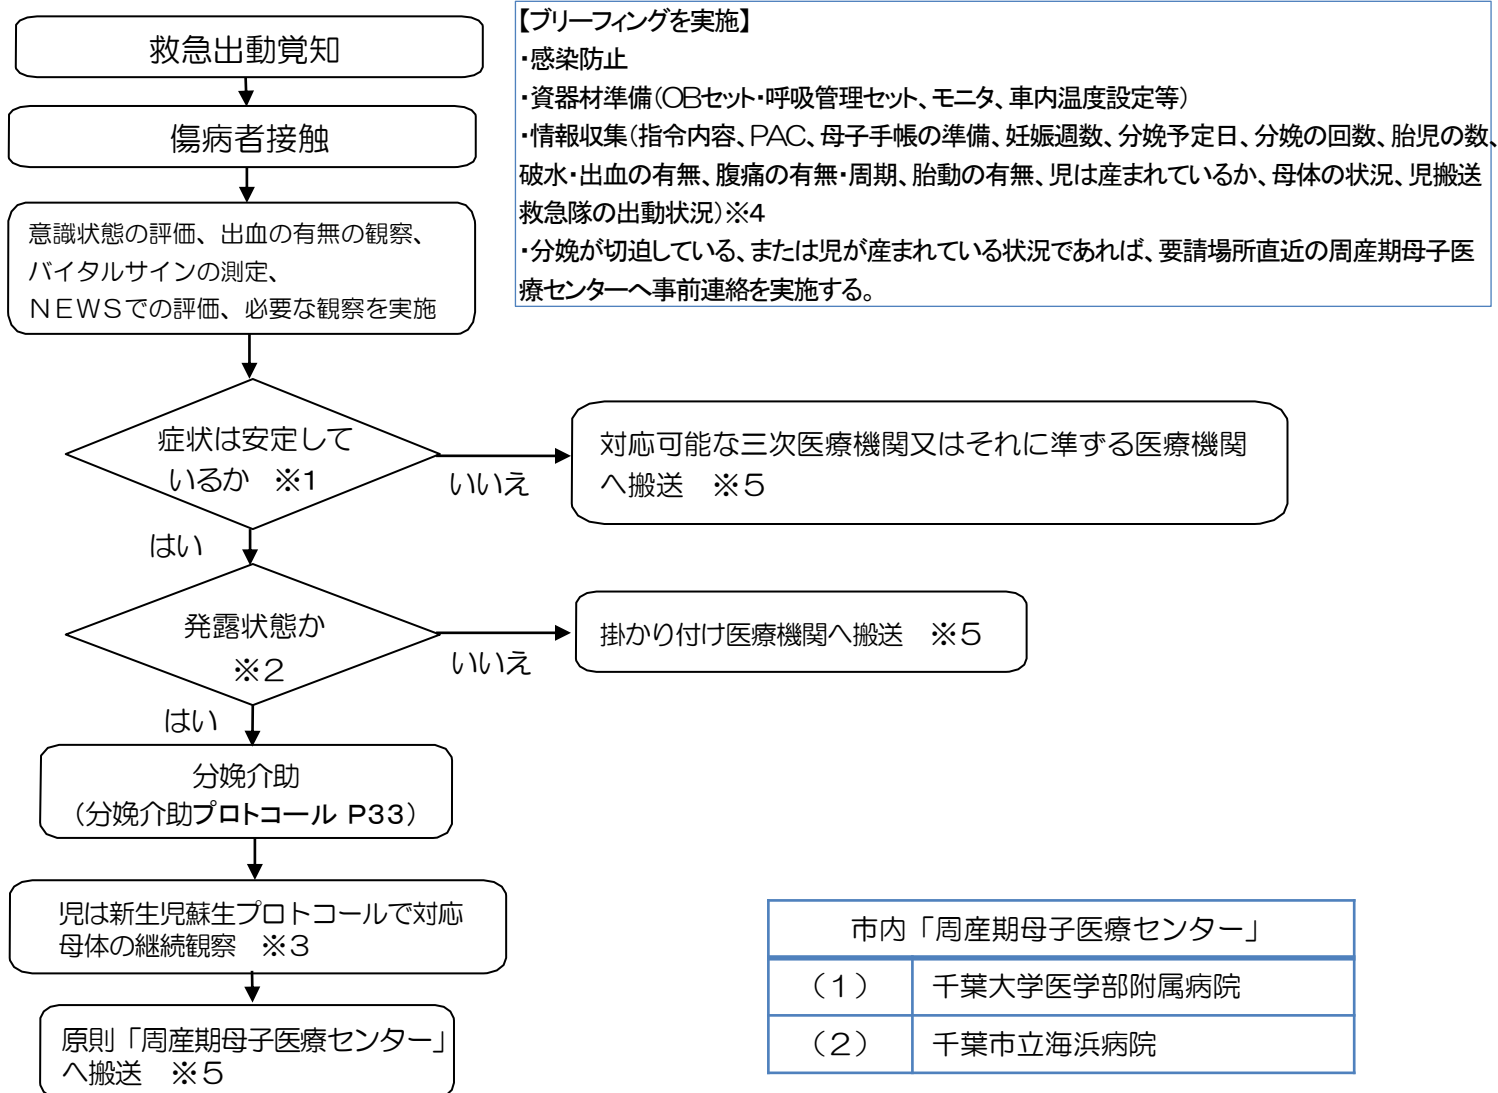 救急出動覚知
傷病者接触
意識状態の評価、出血の有無の観察、
バイタルサインの測定、
ＮＥＷＳでの評価、必要な観察を実施
【ブリーフィングを実施】
・感染防止
・資器材準備（OBセット・呼吸管理セット、モニタ、車内温度設定等）
・情報収集（指令内容、PAC、母子手帳の準備、妊娠週数、分娩予定日、分娩の回数、胎児の数、
破水・出血の有無、腹痛の有無・周期、胎動の有無、児は産まれているか、母体の状況、児搬送
救急隊の出動状況）※4
・分娩が切迫している、または児が産まれている状況であれば、要請場所直近の周産期母子医
療センターへ事前連絡を実施する。
症状は安定して
いるか　※1
いいえ
対応可能な三次医療機関又はそれに準ずる医療機関
へ搬送　※５
はい
発露状態か
※２
いいえ
掛かり付け医療機関へ搬送　※５
はい
分娩介助
（分娩介助プロトコール P33）
児は新生児蘇生プロトコールで対応
母体の継続観察　※３
原則「周産期母子医療センター」
へ搬送　※５
市内「周産期母子医療センター」
（１）　千葉大学医学部附属病院
（２）　千葉市立海浜病院